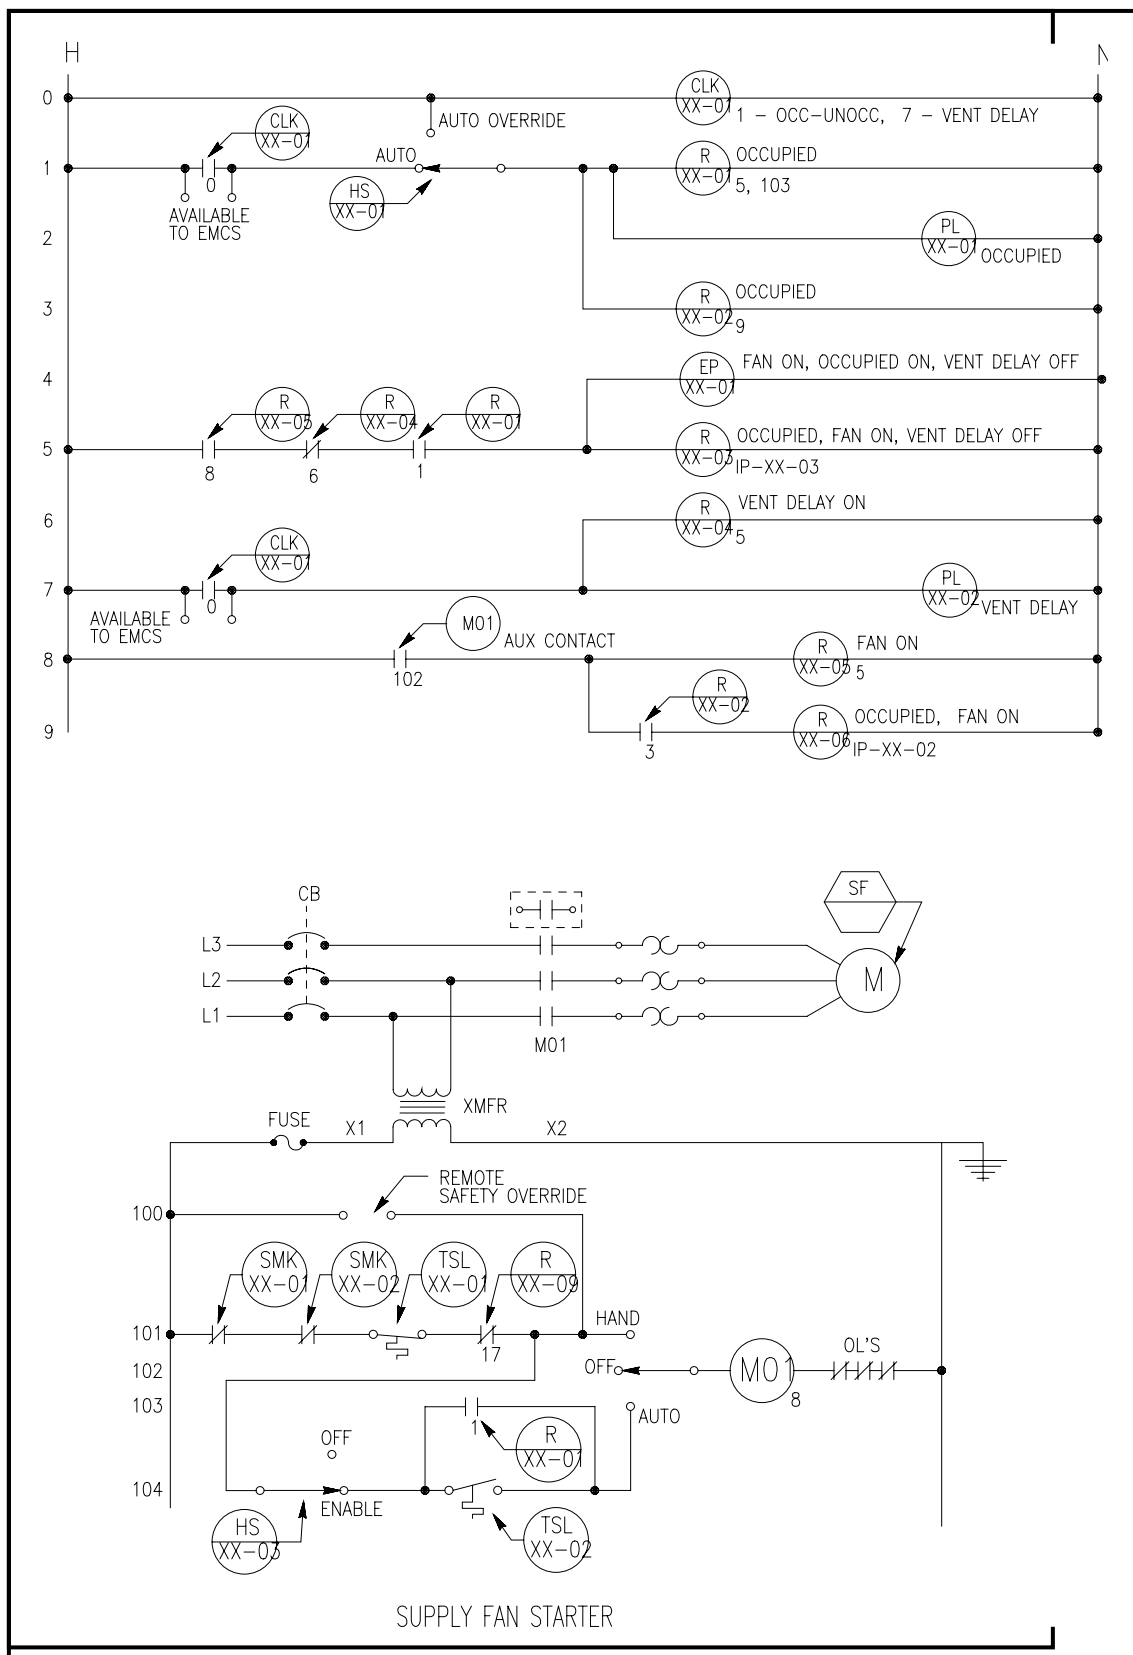 H
N
0
CLK
XX-01
1 - OCC-UNOCC, 7 - VENT DELAY
AUTO OVERRIDE
CLK
XX-01
1
0
AUTO
R
XX-01
OCCUPIED
5, 103
HS
XX-01
AVAILABLE
TO EMCS
2
PL
XX-01
OCCUPIED
3
R
XX-02
OCCUPIED
9
4
EP
XX-01
FAN ON, OCCUPIED ON, VENT DELAY OFF
R
XX-05
R
XX-04
R
XX-01
5
8
6
1
R
XX-03
OCCUPIED, FAN ON, VENT DELAY OFF
IP-XX-03
6
R
XX-04
VENT DELAY ON
5
CLK
XX-01
7
0
PL
XX-02
VENT DELAY
AVAILABLE
TO EMCS
M01
AUX CONTACT
8
102
R
XX-05
FAN ON
5
R
XX-02
9
3
R
XX-06
OCCUPIED, FAN ON
IP-XX-02
CB
SF
L3
L2
L1
M
M01
XMFR
FUSE
X1
X2
REMOTE
SAFETY OVERRIDE
100
SMK
XX-01
SMK
XX-02
TSL
XX-01
R
XX-09
101
17
HAND
102
OFF
M01
8
OL'S
103
1
AUTO
R
XX-01
OFF
104
ENABLE
HS
XX-03
TSL
XX-02
SUPPLY FAN STARTER